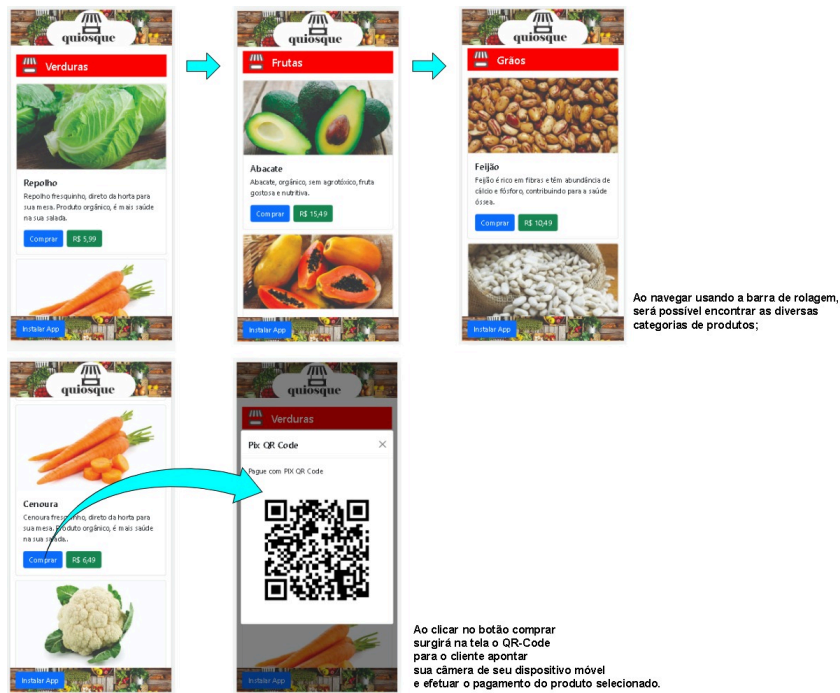 quiosque
Verduras
Repolho
Repolho fresquinho, direto da horta para
sua mesa. Produto orgânico, é mais saúde
na sua salada.
Comprar R$ 5,99
Instalar App
quiosque
Frutas
Abacate
Abacate, orgânico, sem agrotóxico, fruta
gostosa e nutritiva.
Comprar R$ 15,49
Instalar App
quiosque
Grãos
Feijão
Feijão é rico em fibras e têm abundância de
cálcio e fósforo, contribuindo para a saúde
óssea.
Comprar R$ 10,49
Instalar App
Ao navegar usando a barra de rolagem,
será possível encontrar as diversas
categorias de produtos;
quiosque
Cenoura
Cenoura fresquinho, direto da horta para
sua mesa. Produto orgânico, é mais saúde
na sua salada..
Comprar R$ 6,49
Instalar App
quiosque
Verduras
Pix QR Code ×
Pague com PIX QR Code
Instalar App
Ao clicar no botão comprar
surgirá na tela o QR-Code
para o cliente apontar
sua câmera de seu dispositivo móvel
e efetuar o pagamento do produto selecionado.